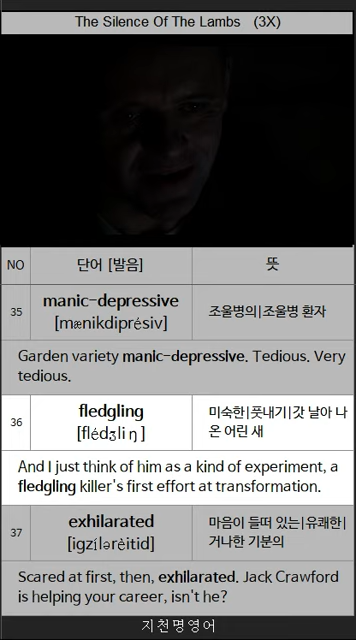 The Silence Of The Lambs (3X)
NO 단어 [발음] 뜻
35 manic-depressive 조울병의|조울병 환자
[mænikdiprésiv]
Garden variety manic-depressive. Tedious. Very
tedious.
36 fledgling 미숙한|풋내기|갓 날아 나
[flédʒliŋ] 온 어린 새
And I just think of him as a kind of experiment, a
fledgling killer's first effort at transformation.
37 exhilarated 마음이 들떠 있는|유쾌한|
[igzílərèitid] 거나한 기분의
Scared at first, then, exhilarated. Jack Crawford
is helping your career, isn't he?
지천명영어